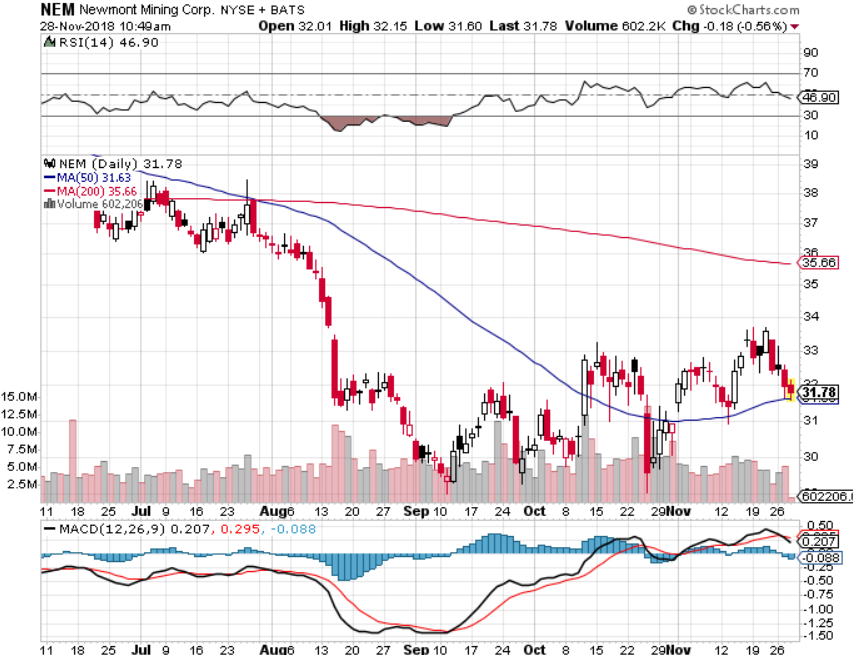 NEM Newmont Mining Corp. NYSE + BATS © StockCharts.com
28-Nov-2018 10:49am Open 32.01 High 32.15 Low 31.60 Last 31.78 Volume 602.2K Chg -0.18 (-0.56%)
RSI(14) 46.90
90
70
46.90
30
10
NEM (Daily) 31.78
MA(50) 31.63
MA(200) 35.66
Volume 602,206
39
38
37
36
35.66
35
34
33
32
31.78
31
30
15.0M
12.5M
10.0M
7.5M
5.0M
2.5M
602206.0
11 18 25 Jul 9 16 23 Aug 6 13 20 27 Sep 10 17 24 Oct 8 15 22 29 Nov 12 19 26
MACD(12,26,9) 0.207, 0.295, -0.088
0.50
0.207
-0.088
-0.25
-0.50
-0.75
-1.00
-1.25
-1.50
11 18 25 Jul 9 16 23 Aug 6 13 20 27 Sep 10 17 24 Oct 8 15 22 29 Nov 12 19 26